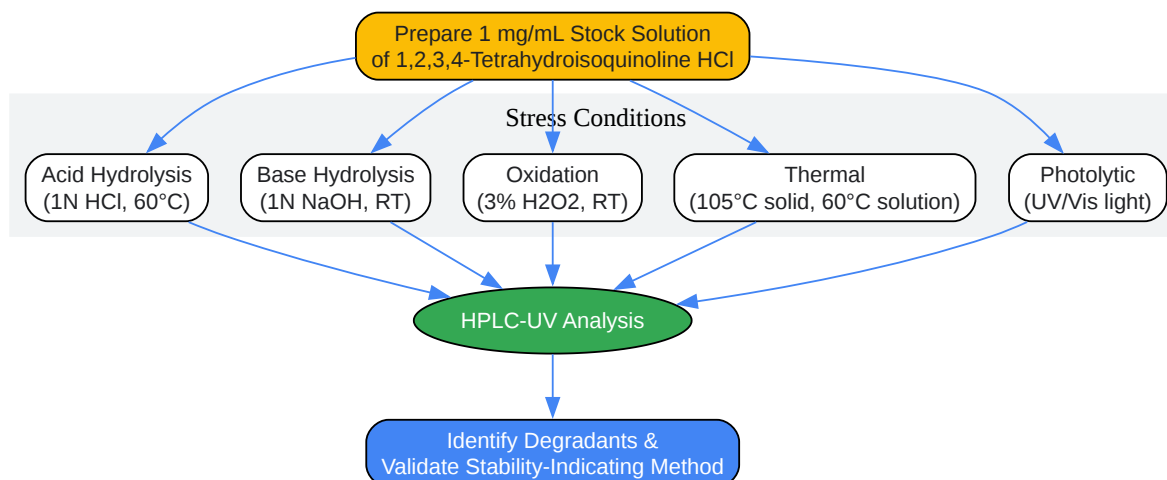 Prepare 1 mg/mL Stock Solution
of 1,2,3,4-Tetrahydroisoquinoline HCl
Stress Conditions
Acid Hydrolysis
(1N HCl, 60°C)
Base Hydrolysis
(1N NaOH, RT)
Oxidation
(3% H2O2, RT)
Thermal
(105°C solid, 60°C solution)
Photolytic
(UV/Vis light)
HPLC-UV Analysis
Identify Degradants &
Validate Stability-Indicating Method